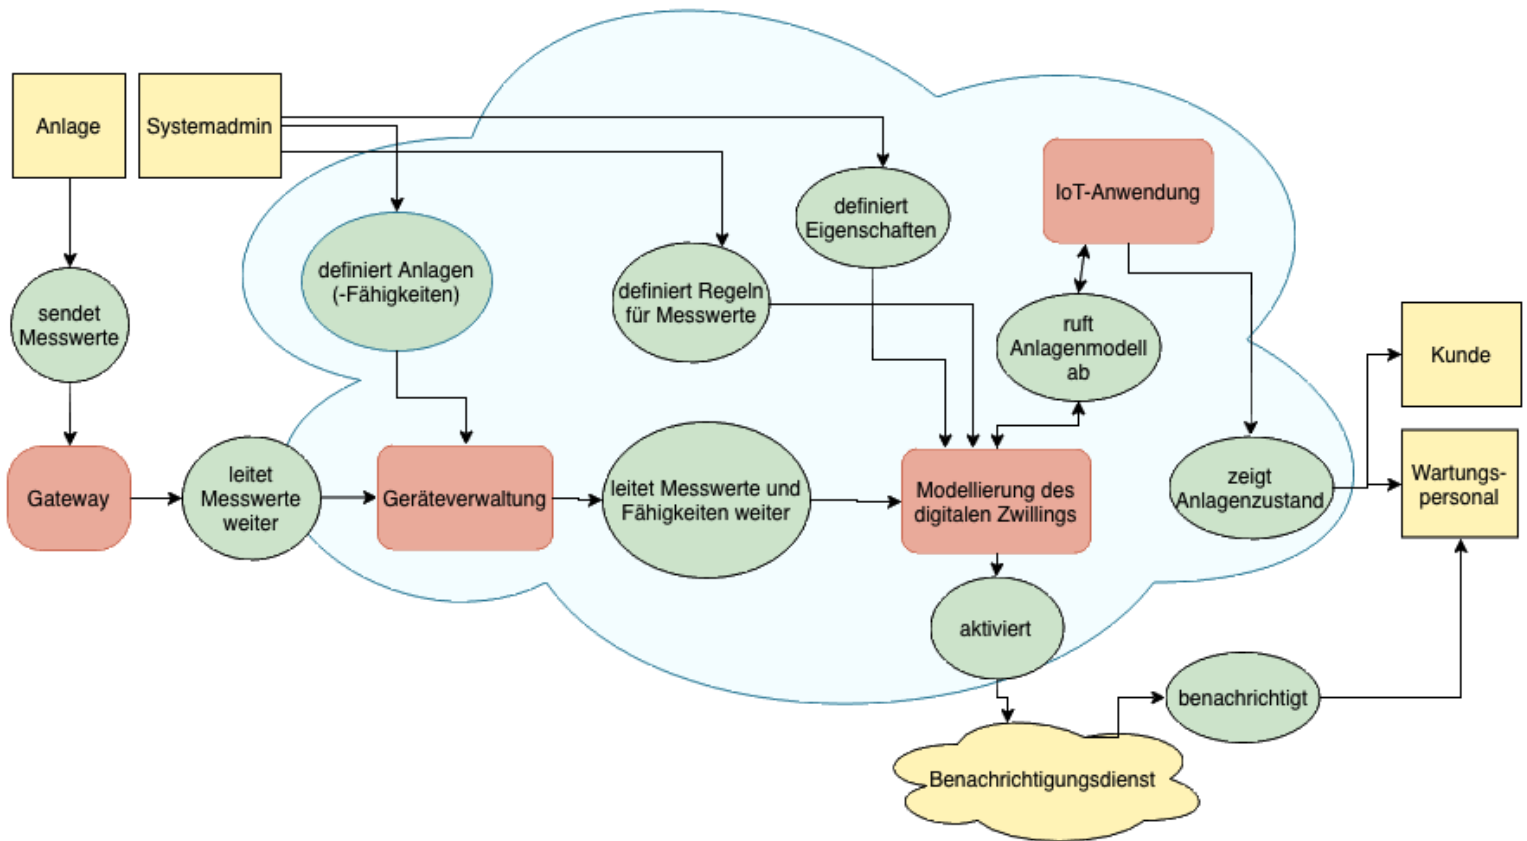 Anlage
Systemadmin
IoT-Anwendung
definiert
Eigenschaften
definiert Anlagen
(-Fähigkeiten)
definiert Regeln
für Messwerte
sendet
Messwerte
ruft
Anlagenmodell
ab
Kunde
Gateway
leitet
Messwerte
weiter
Geräteverwaltung
leitet Messwerte und
Fähigkeiten weiter
Modellierung des
digitalen Zwillings
zeigt
Anlagenzustand
Wartungs-
personal
aktiviert
benachrichtigt
Benachrichtigungsdienst